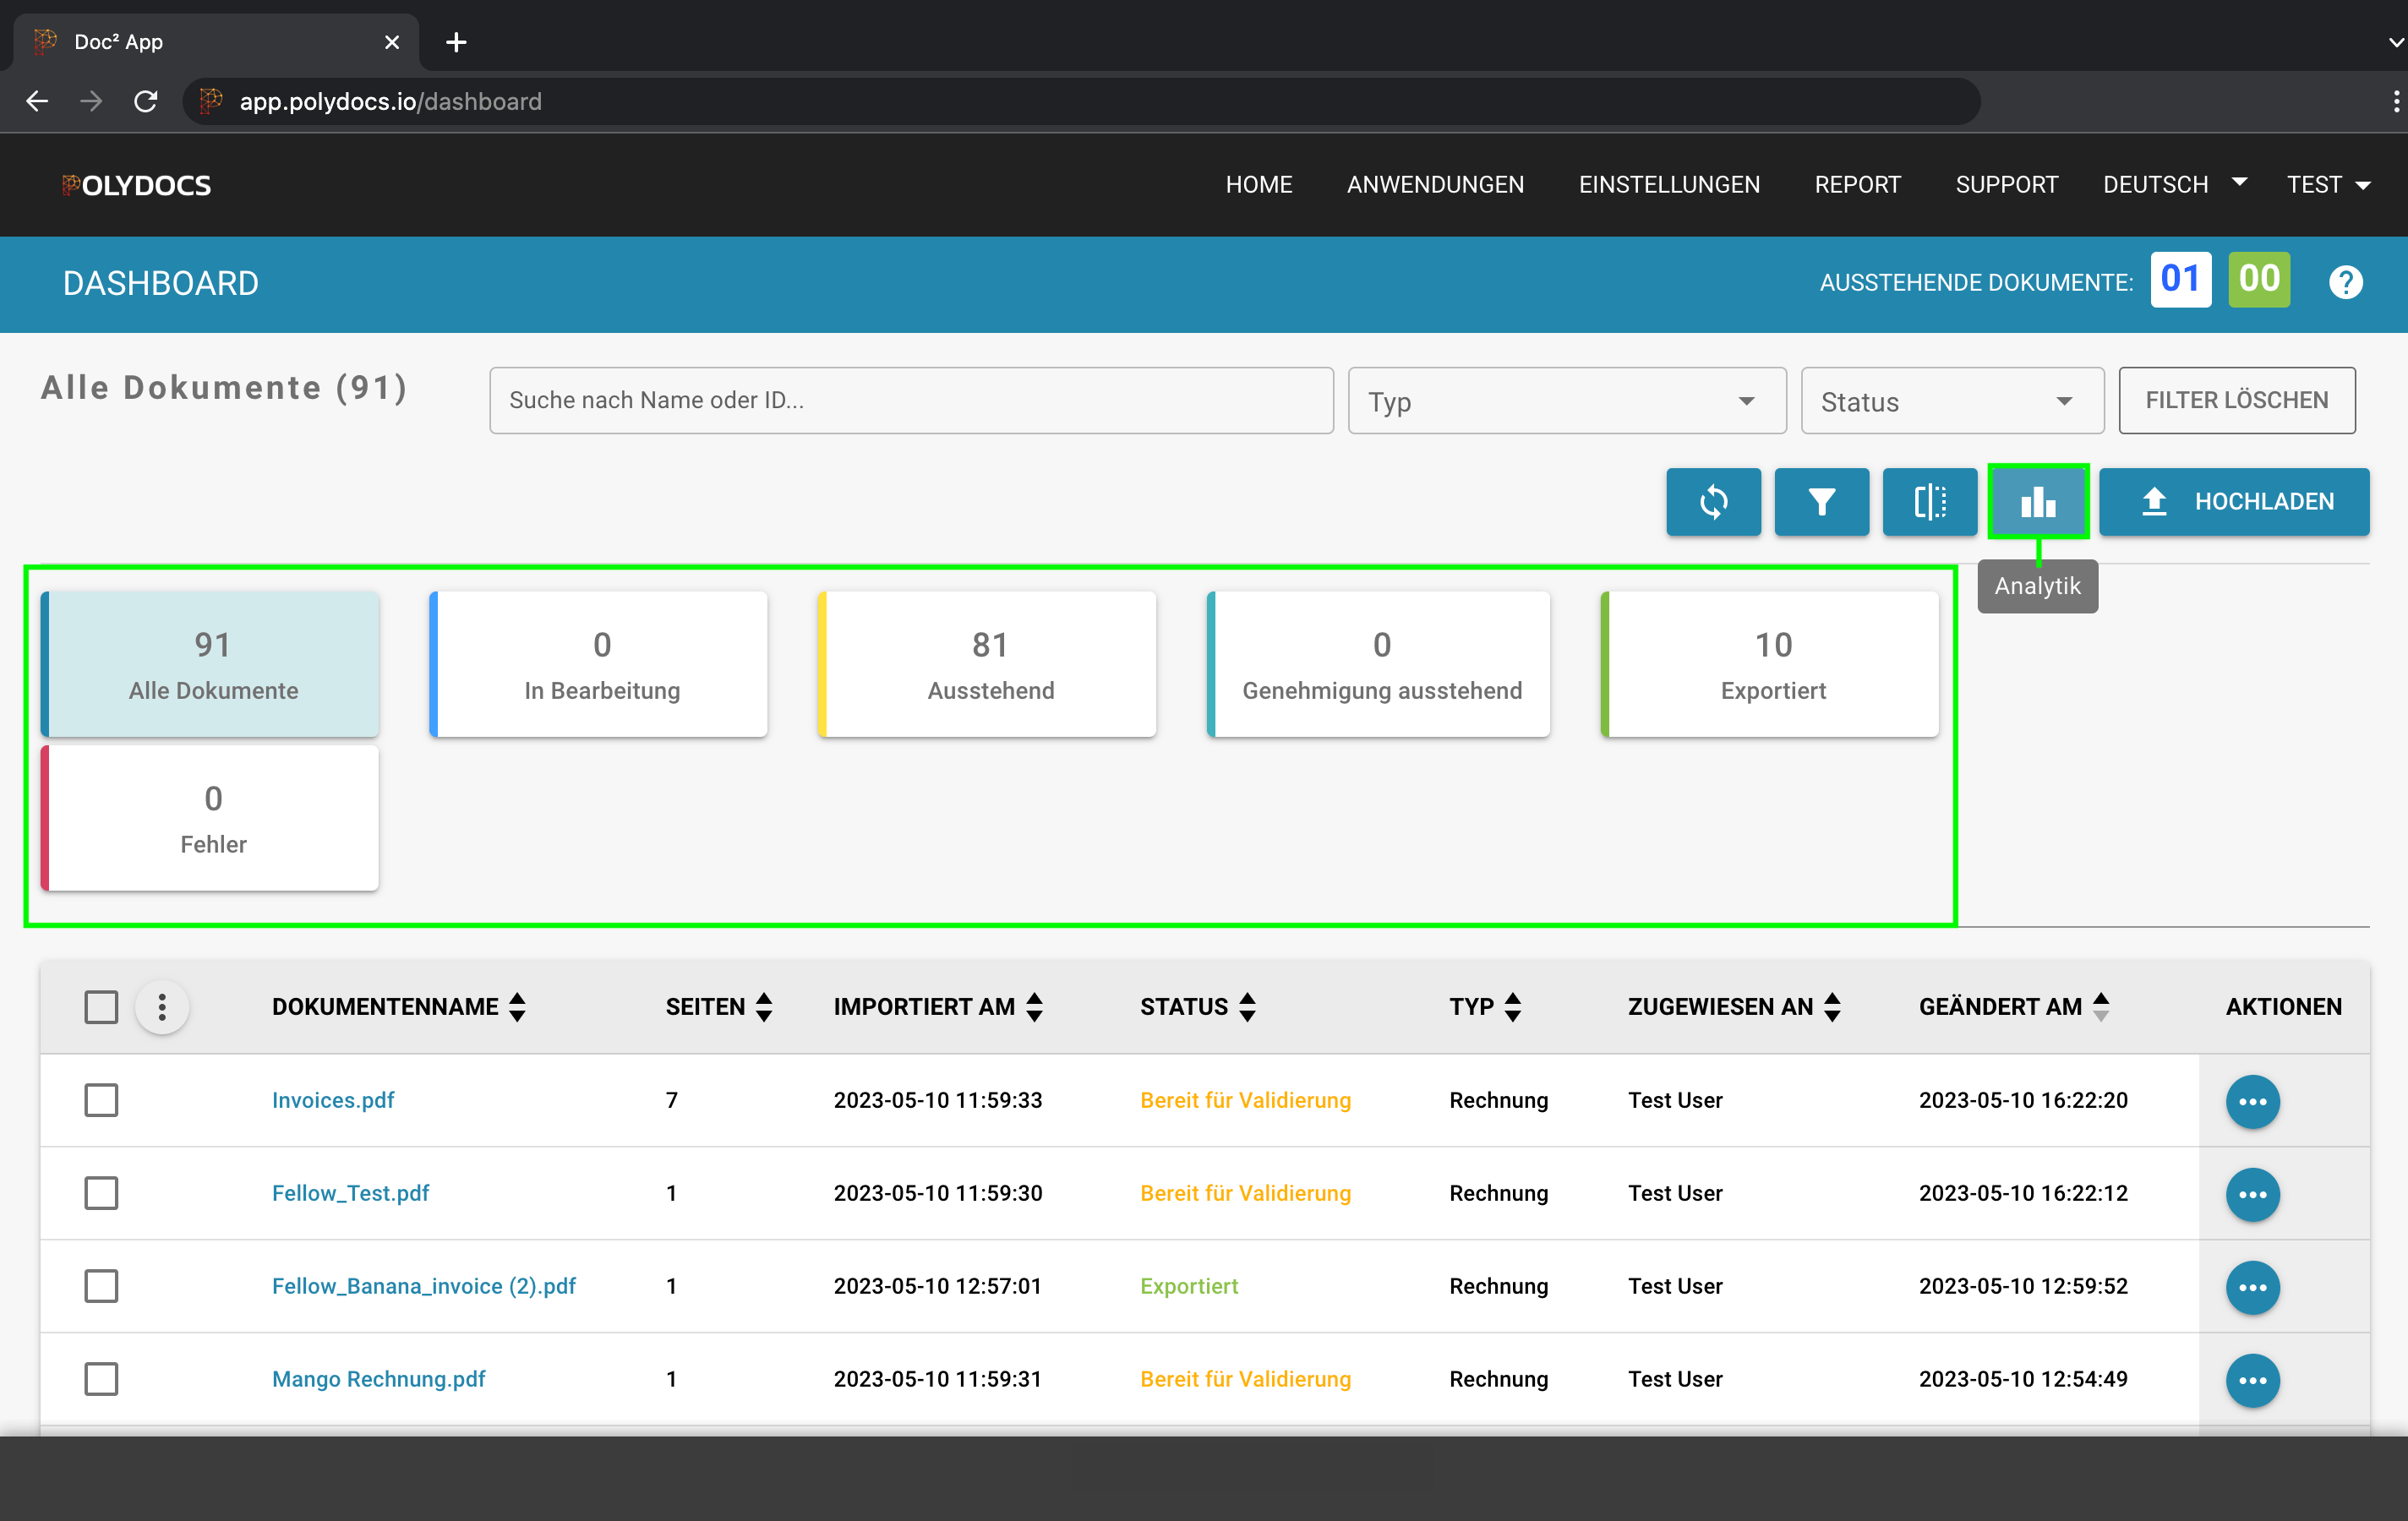 Doc² App
app.polydocs.io/dashboard
POLYDOCS
HOME
ANWENDUNGEN
EINSTELLUNGEN
REPORT
SUPPORT
DEUTSCH
TEST
DASHBOARD
AUSSTEHENDE DOKUMENTE: 01 00
Alle Dokumente (91)
Suche nach Name oder ID...
Typ
Status
FILTER LÖSCHEN
HOCHLADEN
Analytik
91
Alle Dokumente
0
In Bearbeitung
81
Ausstehend
0
Genehmigung ausstehend
10
Exportiert
0
Fehler
DOKUMENTENNAME SEITEN IMPORTIERT AM STATUS TYP ZUGEWIESEN AN GEÄNDERT AM AKTIONEN
Invoices.pdf 7 2023-05-10 11:59:33 Bereit für Validierung Rechnung Test User 2023-05-10 16:22:20
Fellow_Test.pdf 1 2023-05-10 11:59:30 Bereit für Validierung Rechnung Test User 2023-05-10 16:22:12
Fellow_Banana_invoice (2).pdf 1 2023-05-10 12:57:01 Exportiert Rechnung Test User 2023-05-10 12:59:52
Mango Rechnung.pdf 1 2023-05-10 11:59:31 Bereit für Validierung Rechnung Test User 2023-05-10 12:54:49